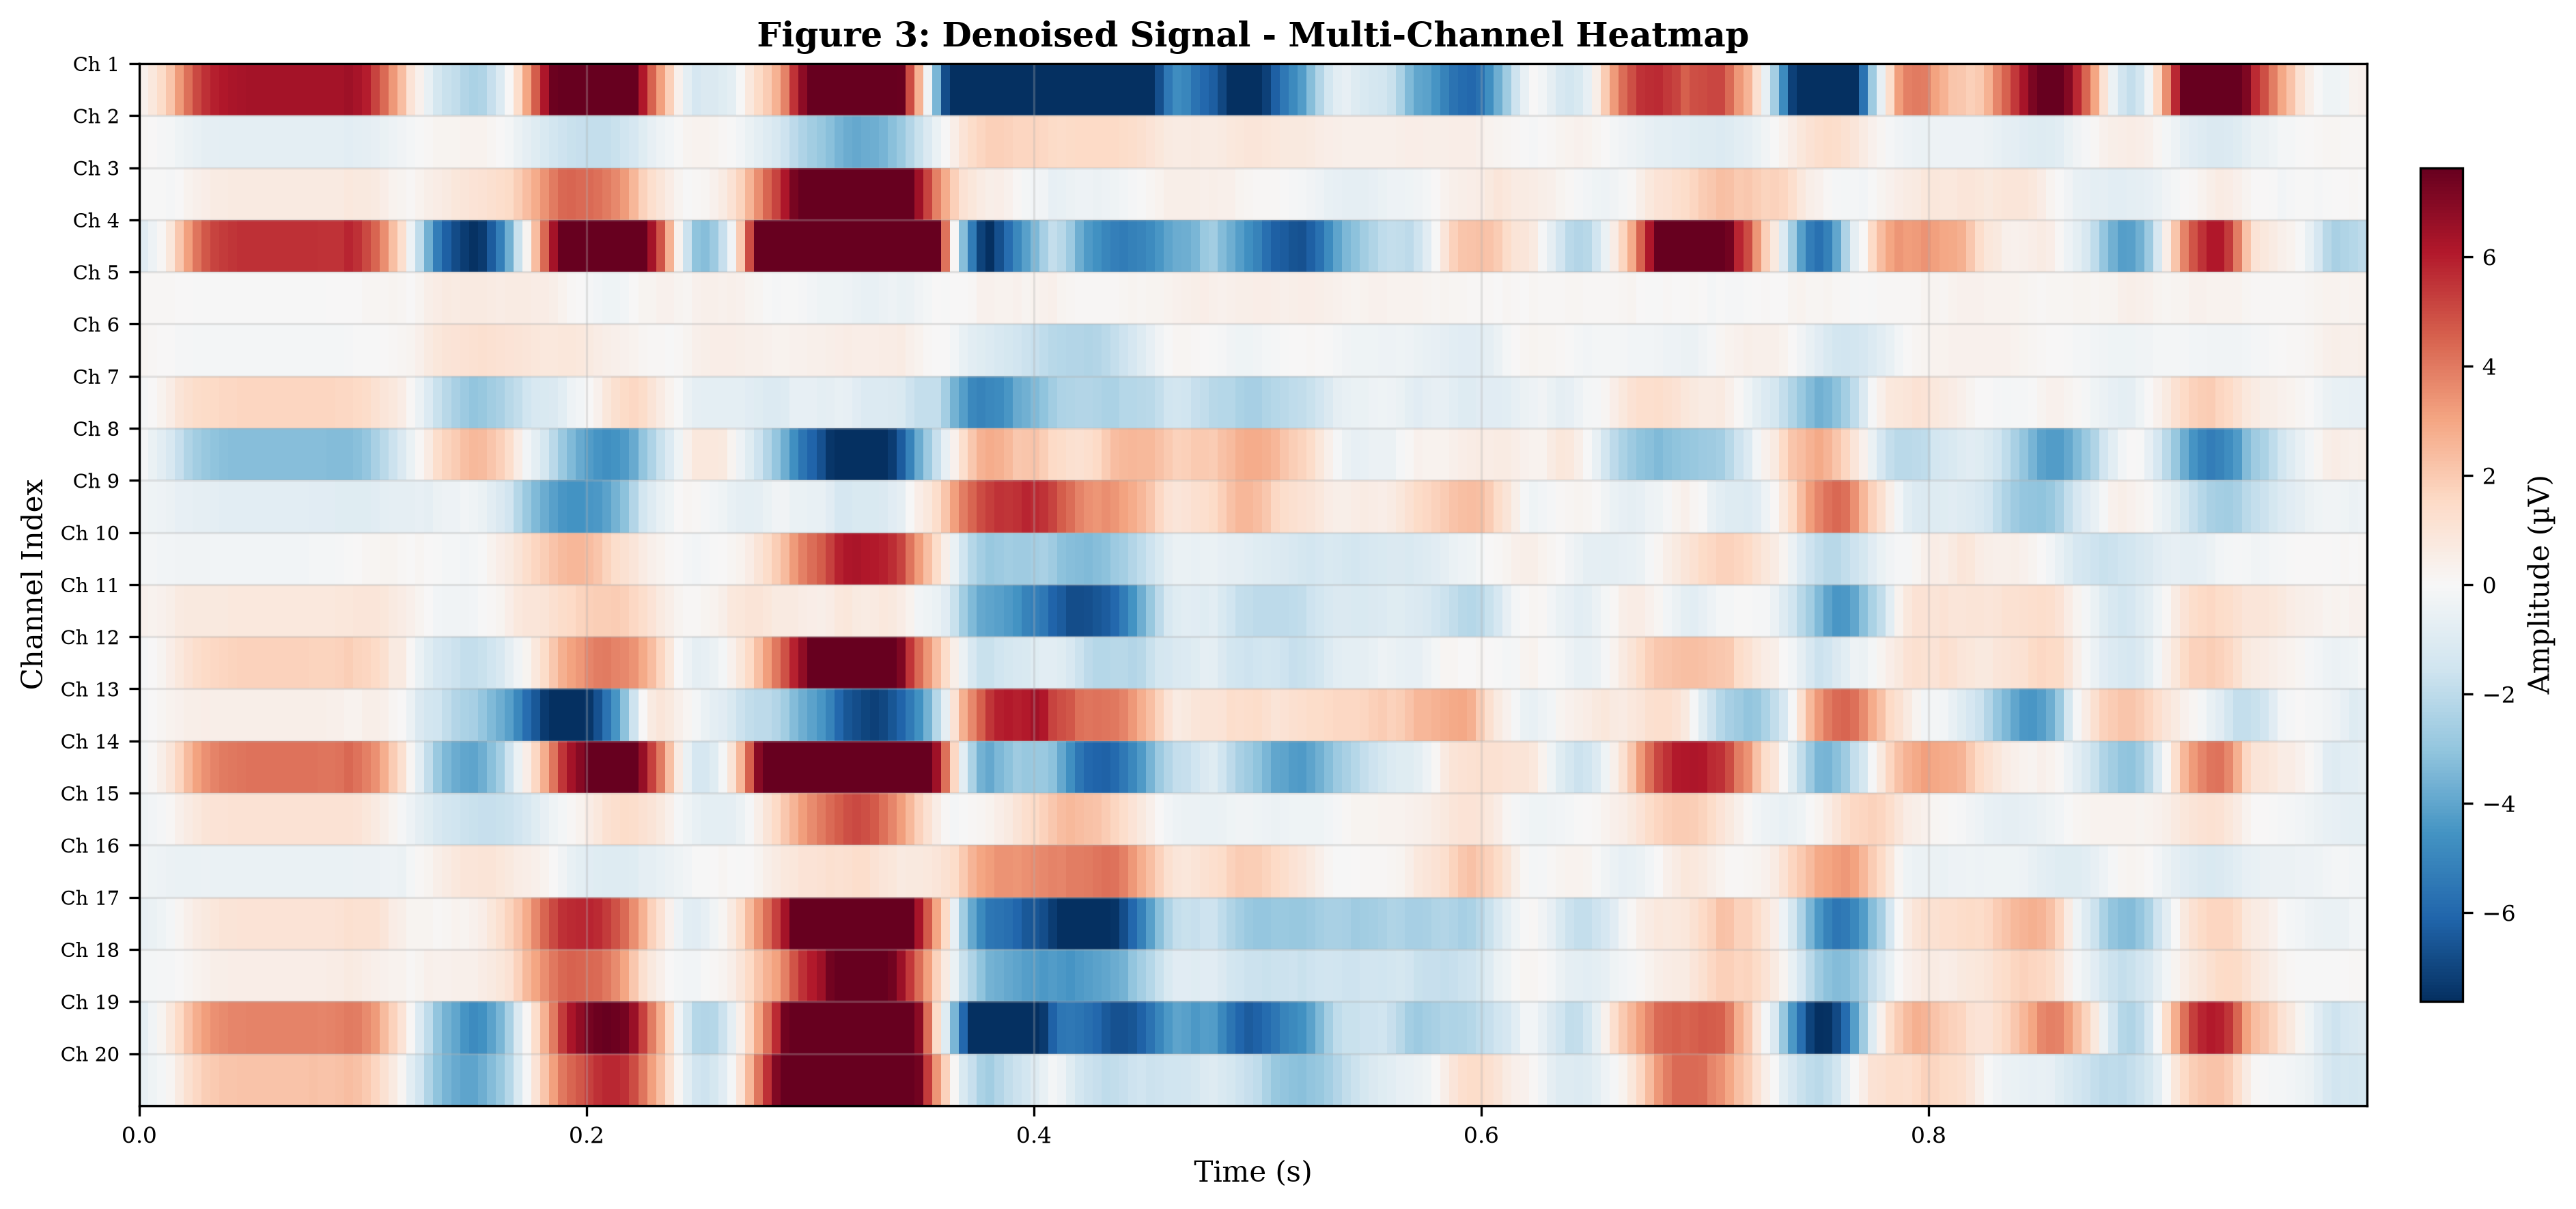 Figure 3: Denoised Signal - Multi-Channel Heatmap
Ch 1
Ch 2
Ch 3
Ch 4
Ch 5
Ch 6
Ch 7
Ch 8
Ch 9
Ch 10
Ch 11
Ch 12
Ch 13
Ch 14
Ch 15
Ch 16
Ch 17
Ch 18
Ch 19
Ch 20
Channel Index
0.0 0.2 0.4 0.6 0.8
Time (s)
6
4
2
0
−2
−4
−6
Amplitude (µV)